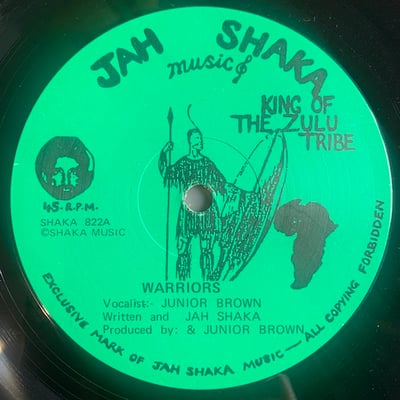 JAH SHAKA
music
KING OF
THE ZULU
TRIBE
45. R.P.M.
SHAKA 822A
©SHAKA MUSIC
WARRIORS
Vocalist:- JUNIOR BROWN
Written and JAH SHAKA
Produced by: & JUNIOR BROWN
EXCLUSIVE MARK OF JAH SHAKA MUSIC — ALL COPYING FORBIDDEN